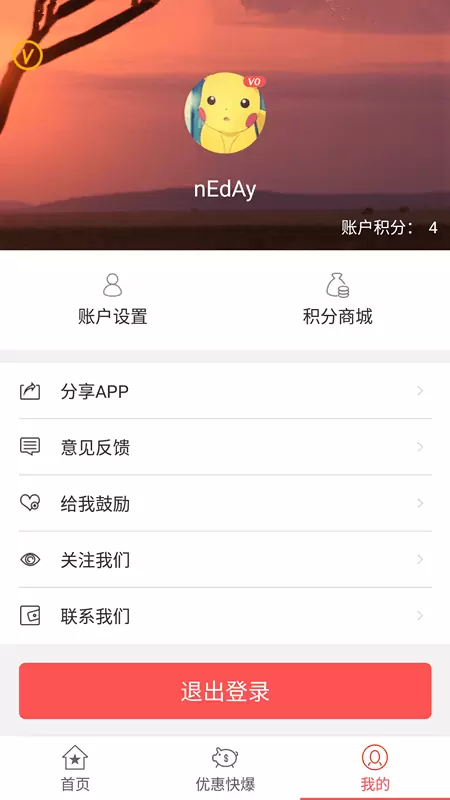 V
V0
nEdAy
账户积分： 4
账户设置
积分商城
分享APP
意见反馈
给我鼓励
关注我们
联系我们
退出登录
$
首页
优惠快爆
我的